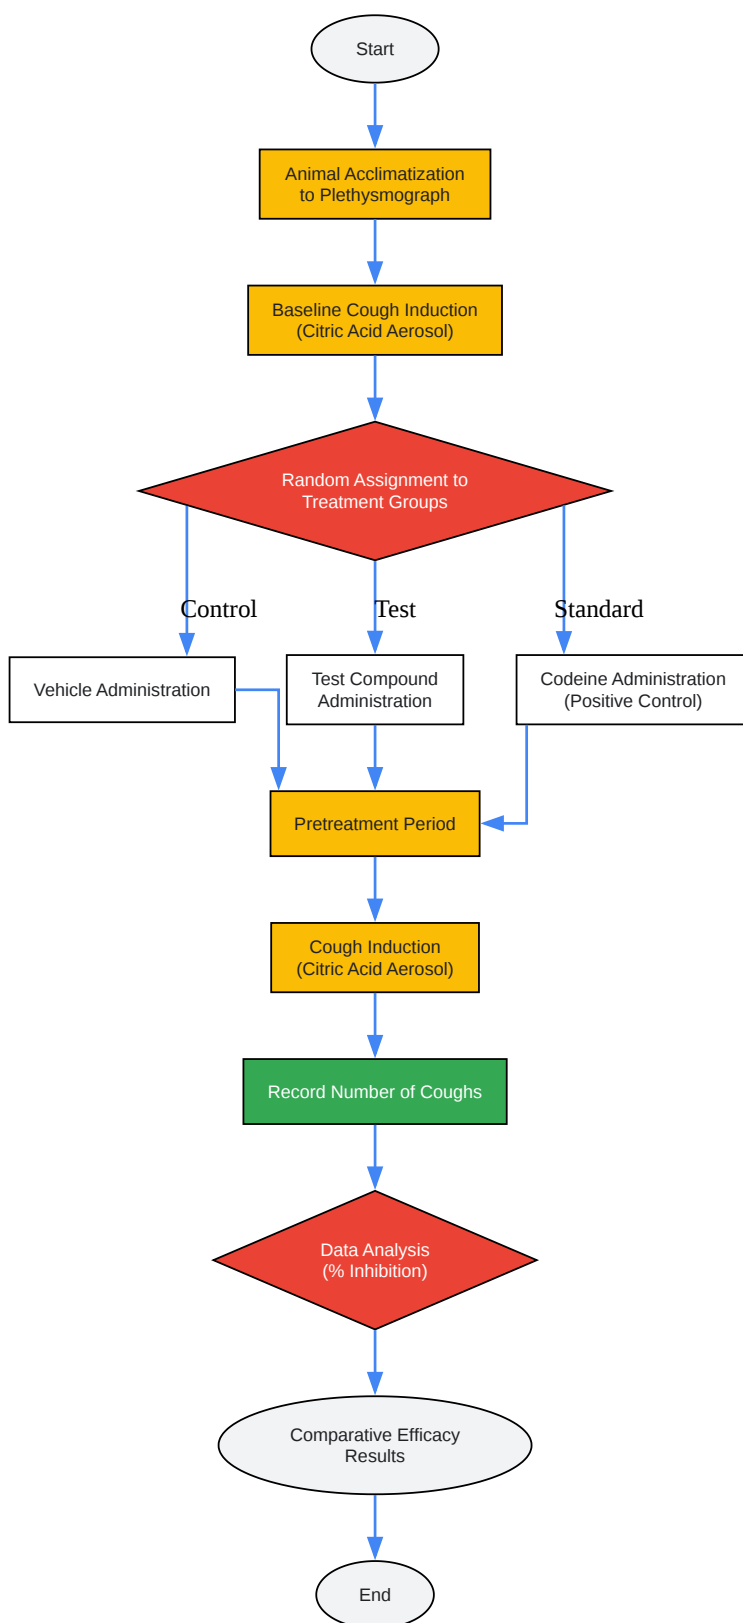 Start
Animal Acclimatization
to Plethysmograph
Baseline Cough Induction
(Citric Acid Aerosol)
Random Assignment to
Treatment Groups
Control
Test
Standard
Vehicle Administration
Test Compound
Administration
Codeine Administration
(Positive Control)
Pretreatment Period
Cough Induction
(Citric Acid Aerosol)
Record Number of Coughs
Data Analysis
(% Inhibition)
Comparative Efficacy
Results
End